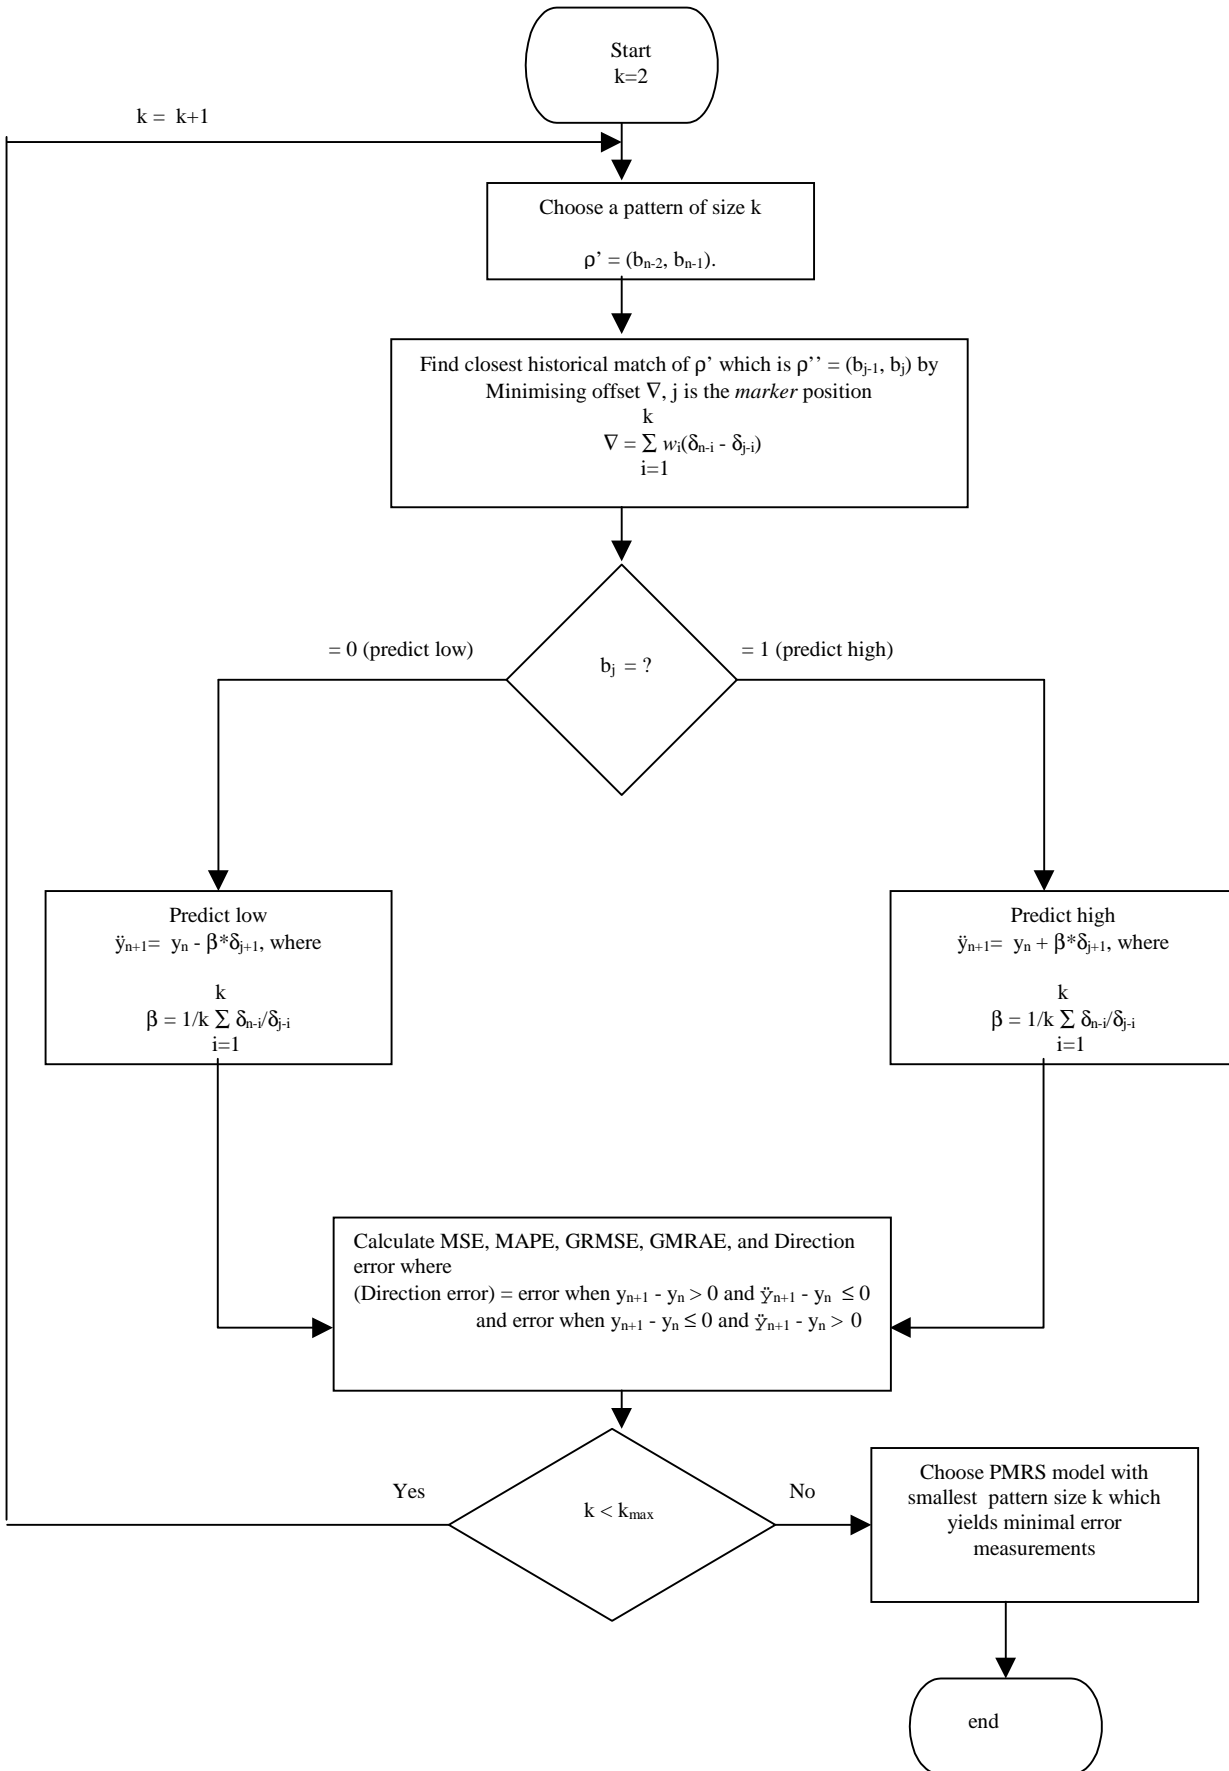 Start
k=2
k = k+1
Choose a pattern of size k
ρ’ = (bn-2, bn-1).
Find closest historical match of ρ’ which is ρ’’ = (bj-1, bj) by
Minimising offset ∇, j is the marker position
k
∇ = ∑ wi(δn-i - δj-i)
i=1
= 0 (predict low)
= 1 (predict high)
bj = ?
Predict low
ÿn+1= yn - β*δj+1, where
k
β = 1/k ∑ δn-i/δj-i
i=1
Predict high
ÿn+1= yn + β*δj+1, where
k
β = 1/k ∑ δn-i/δj-i
i=1
Calculate MSE, MAPE, GRMSE, GMRAE, and Direction
error where
(Direction error) = error when yn+1 - yn > 0 and ÿn+1 - yn ≤ 0
and error when yn+1 - yn ≤ 0 and ÿn+1 - yn > 0
Yes
k < kmax
No
Choose PMRS model with
smallest pattern size k which
yields minimal error
measurements
end